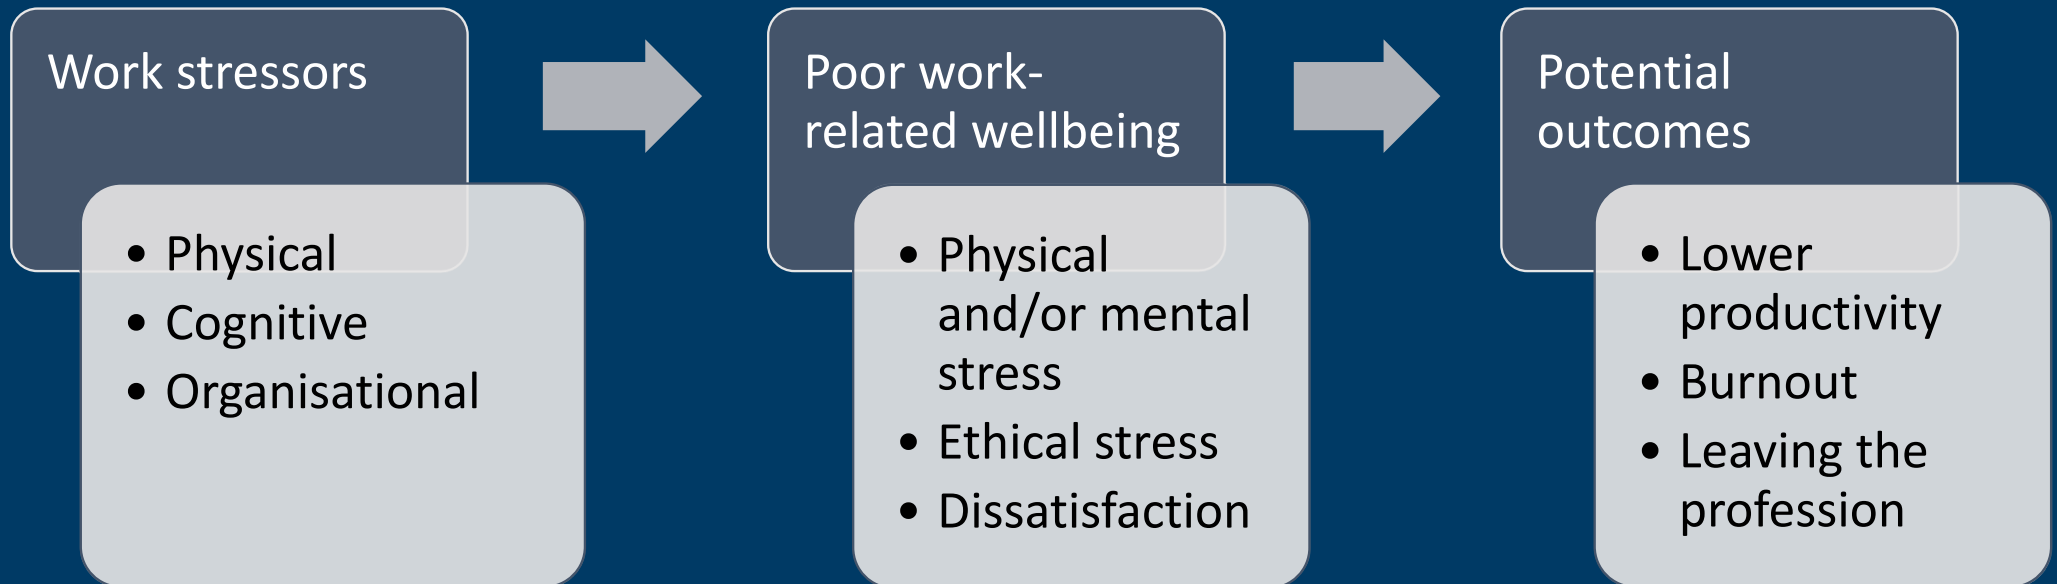 Work stressors
• Physical
• Cognitive
• Organisational
Poor work-
related wellbeing
• Physical
and/or mental
stress
• Ethical stress
• Dissatisfaction
Potential
outcomes
• Lower
productivity
• Burnout
• Leaving the
profession